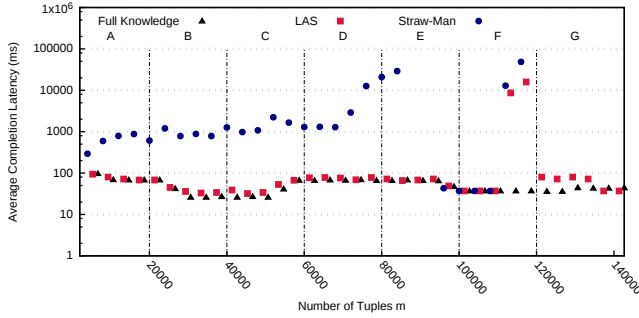 1x10^6
Full Knowledge LAS Straw-Man
A B C D E F G
100000
10000
1000
100
10
1
Average Completion Latency (ms)
20000 40000 60000 80000 100000 120000 140000
Number of Tuples m